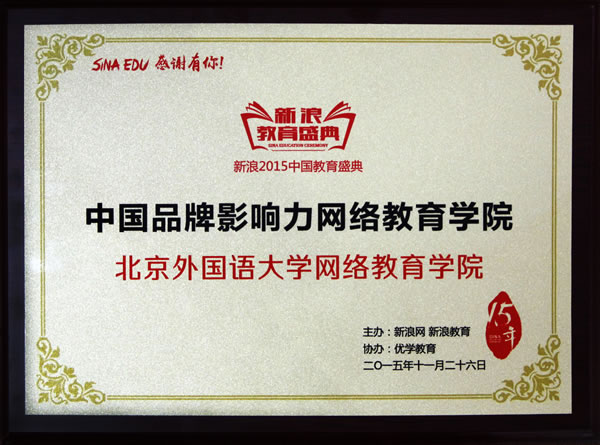 SINA EDU 感谢有你!
新浪
教育盛典
SINA EDUCATION CEREMONY
新浪2015中国教育盛典
中国品牌影响力网络教育学院
北京外国语大学网络教育学院
主办：新浪网 新浪教育
协办：优学教育
二〇一五年十一月二十六日
15年